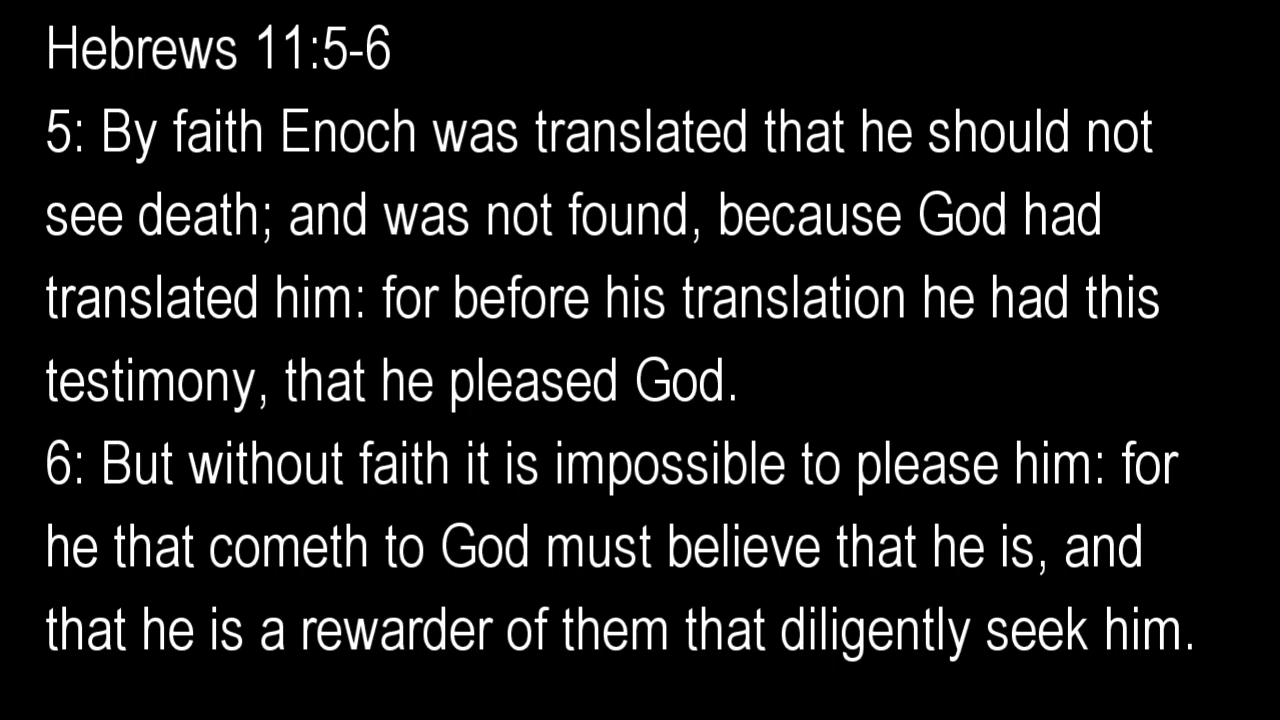 Hebrews 11:5-6
5: By faith Enoch was translated that he should not
see death; and was not found, because God had
translated him: for before his translation he had this
testimony, that he pleased God.
6: But without faith it is impossible to please him: for
he that cometh to God must believe that he is, and
that he is a rewarder of them that diligently seek him.